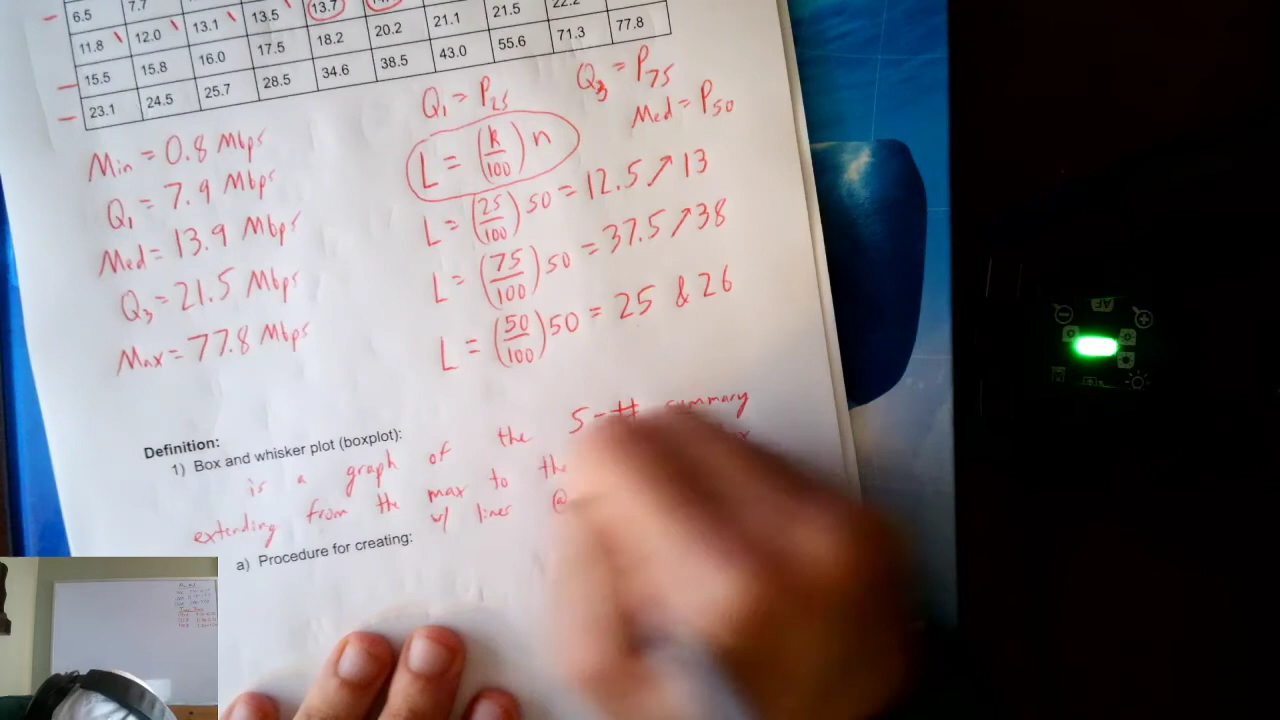 6.5 7.7
11.8 12.0 13.1 13.5 13.7
15.5 15.8 16.0 17.5 18.2 20.2 21.1 21.5 22.2
23.1 24.5 25.7 28.5 34.6 38.5 43.0 55.6 71.3 77.8
Q₁ = P₂₅ Q₃ = P₇₅
Med = P₅₀
Min = 0.8 Mbps
Q₁ = 7.9 Mbps
Med = 13.9 Mbps
Q₃ = 21.5 Mbps
Max = 77.8 Mbps
L = (k/100) n
L = (25/100) 50 = 12.5 ↗ 13
L = (75/100) 50 = 37.5 ↗ 38
L = (50/100) 50 = 25 & 26
Definition:
1) Box and whisker plot (boxplot):
is a graph of the 5-# summary
extending from the max to the
w/ lines @
a) Procedure for creating:
AF